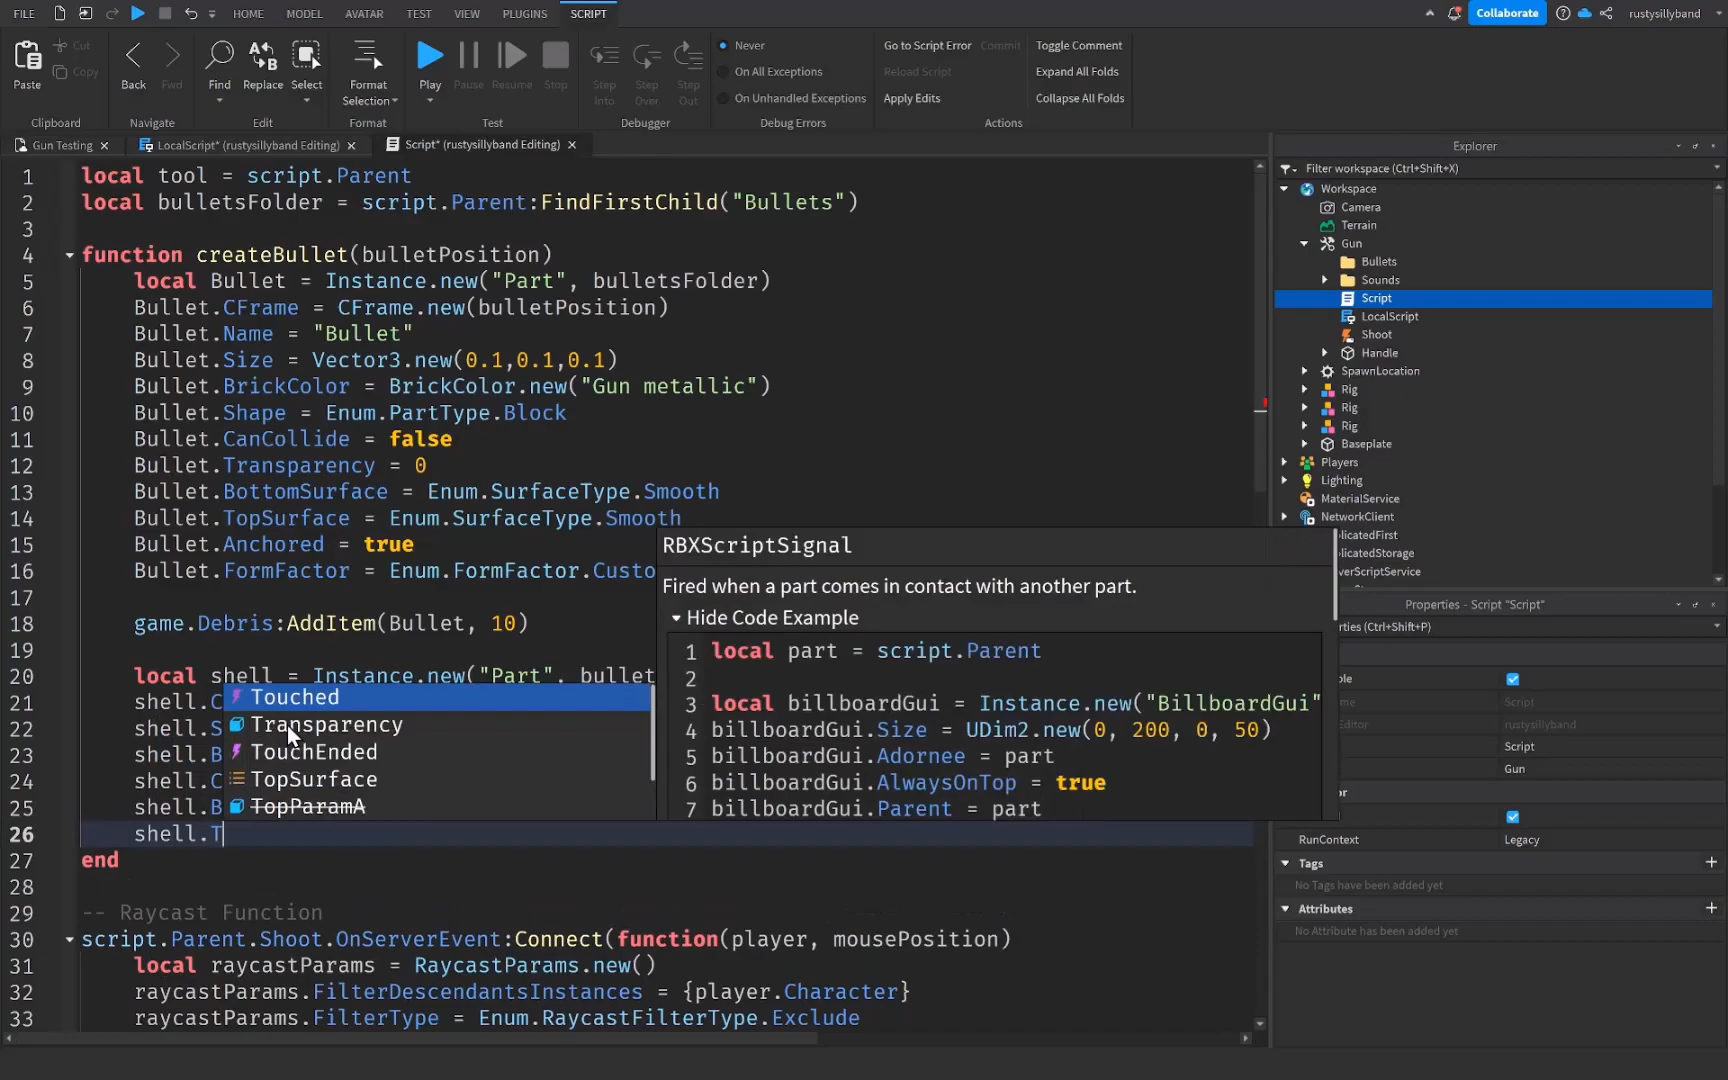 FILE HOME MODEL AVATAR TEST VIEW PLUGINS SCRIPT Collaborate rustysillyband
Paste Cut Copy Back Fwd Find Replace Select Format Selection Play Pause Resume Stop Step Into Step Over Step Out
Never
On All Exceptions
On Unhandled Exceptions
Go to Script Error Commit Toggle Comment
Reload Script Expand All Folds
Apply Edits Collapse All Folds
Clipboard Navigate Edit Format Test Debugger Debug Errors Actions
Gun Testing LocalScript* (rustysillyband Editing) Script* (rustysillyband Editing)
1 local tool = script.Parent
2 local bulletsFolder = script.Parent:FindFirstChild("Bullets")
3
4 function createBullet(bulletPosition)
5 local Bullet = Instance.new("Part", bulletsFolder)
6 Bullet.CFrame = CFrame.new(bulletPosition)
7 Bullet.Name = "Bullet"
8 Bullet.Size = Vector3.new(0.1,0.1,0.1)
9 Bullet.BrickColor = BrickColor.new("Gun metallic")
10 Bullet.Shape = Enum.PartType.Block
11 Bullet.CanCollide = false
12 Bullet.Transparency = 0
13 Bullet.BottomSurface = Enum.SurfaceType.Smooth
14 Bullet.TopSurface = Enum.SurfaceType.Smooth
15 Bullet.Anchored = true
16 Bullet.FormFactor = Enum.FormFactor.Custo
17
18 game.Debris:AddItem(Bullet, 10)
19
20 local shell = Instance.new("Part", bullet
21 shell.C
22 shell.S
23 shell.B
24 shell.C
25 shell.B
26 shell.T
27 end
28
29 -- Raycast Function
30 script.Parent.Shoot.OnServerEvent:Connect(function(player, mousePosition)
31 local raycastParams = RaycastParams.new()
32 raycastParams.FilterDescendantsInstances = {player.Character}
33 raycastParams.FilterType = Enum.RaycastFilterType.Exclude
Touched
Transparency
TouchEnded
TopSurface
TopParamA
RBXScriptSignal
Fired when a part comes in contact with another part.
Hide Code Example
1 local part = script.Parent
2
3 local billboardGui = Instance.new("BillboardGui"
4 billboardGui.Size = UDim2.new(0, 200, 0, 50)
5 billboardGui.Adornee = part
6 billboardGui.AlwaysOnTop = true
7 billboardGui.Parent = part
Explorer
Filter workspace (Ctrl+Shift+X)
Workspace
Camera
Terrain
Gun
Bullets
Sounds
Script
LocalScript
Shoot
Handle
SpawnLocation
Rig
Rig
Rig
Baseplate
Players
Lighting
MaterialService
NetworkClient
plicatedFirst
plicatedStorage
rverScriptService
Properties - Script "Script"
rties (Ctrl+Shift+P)
ble
me Script
Editor rustysillyband
Script
Gun
or
RunContext Legacy
Tags
No Tags have been added yet
Attributes
No Attribute has been added yet